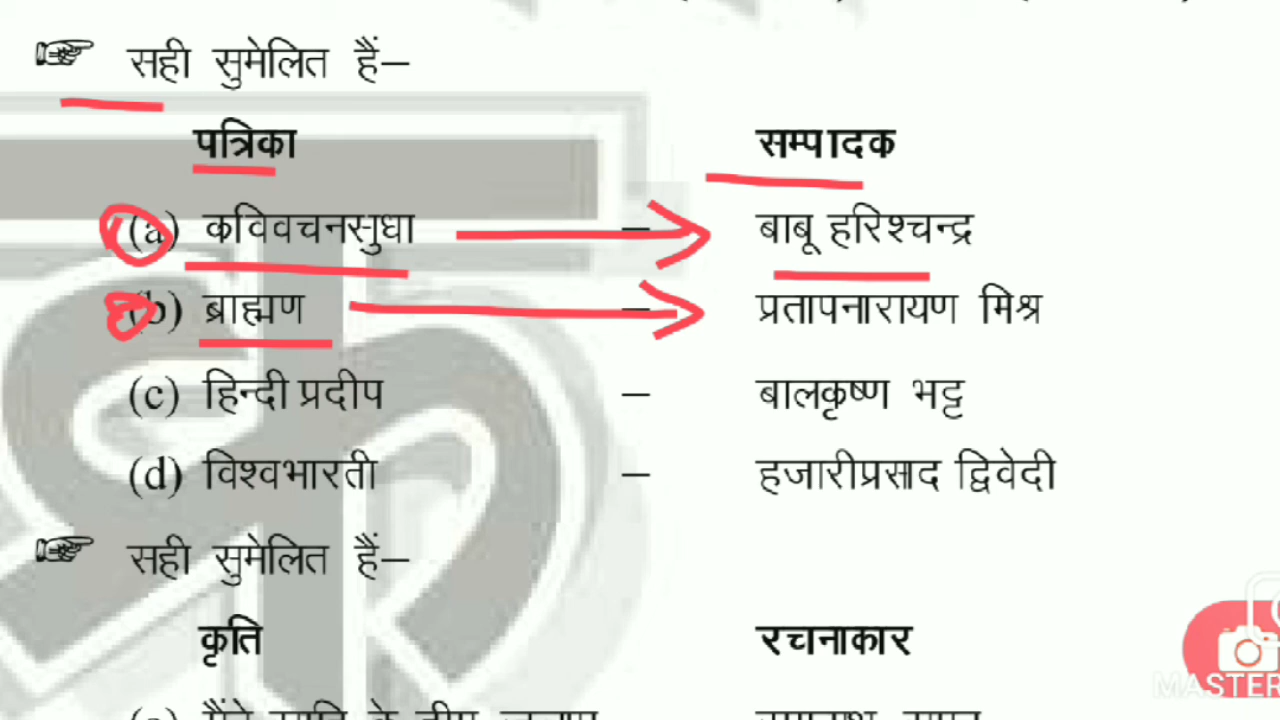 सही सुमेलित हैं–
पत्रिका सम्पादक
(a) कविवचनसुधा – बाबू हरिश्चन्द्र
(b) ब्राह्मण – प्रतापनारायण मिश्र
(c) हिन्दी प्रदीप – बालकृष्ण भट्ट
(d) विश्वभारती – हजारीप्रसाद द्विवेदी
सही सुमेलित हैं–
कृति रचनाकार
MASTER